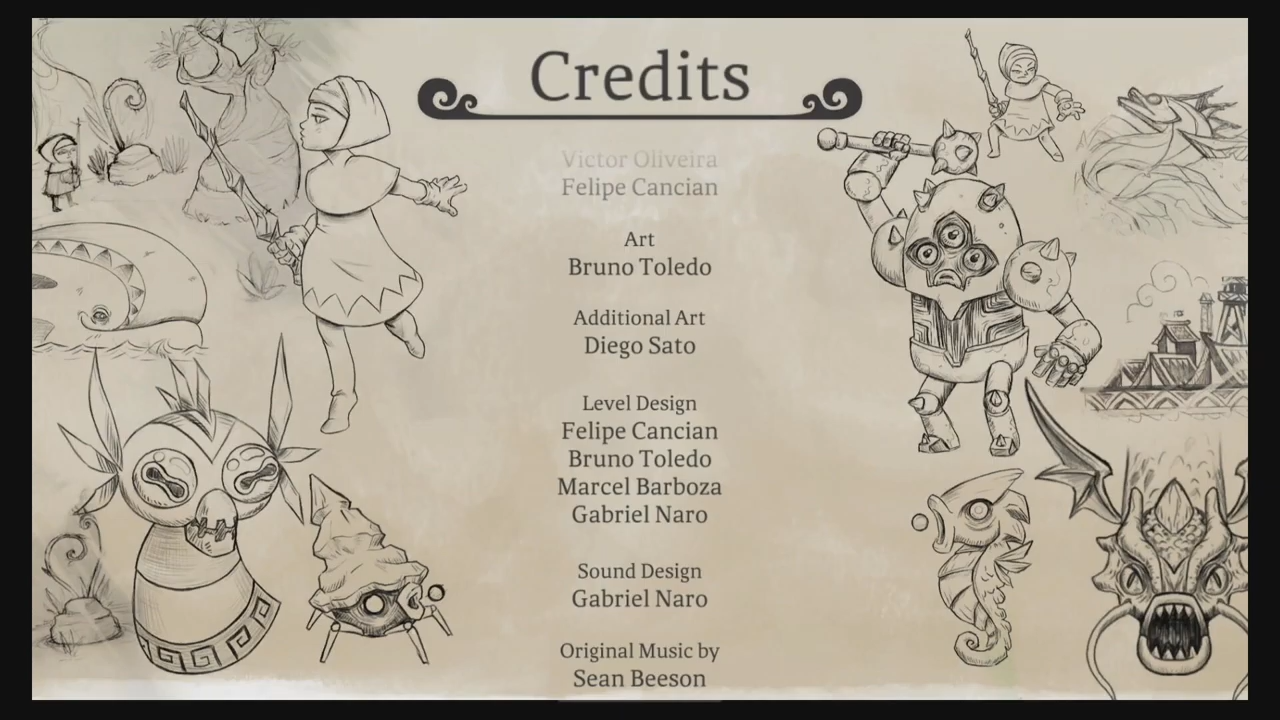 Credits
Victor Oliveira
Felipe Cancian
Art
Bruno Toledo
Additional Art
Diego Sato
Level Design
Felipe Cancian
Bruno Toledo
Marcel Barboza
Gabriel Naro
Sound Design
Gabriel Naro
Original Music by
Sean Beeson